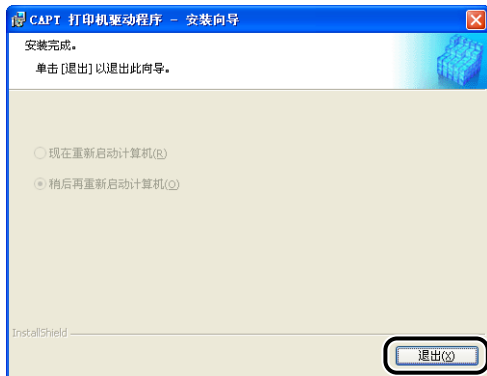 CAPT 打印机驱动程序 - 安装向导
安装完成。
单击 [退出] 以退出此向导。
现在重新启动计算机(R)
稍后再重新启动计算机(O)
InstallShield
退出(X)